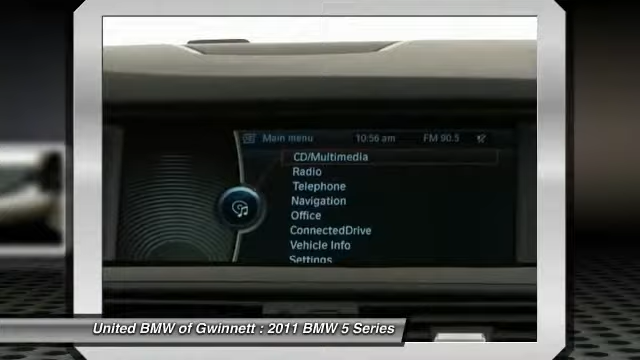 Main menu 10:56 am FM 90.5
CD/Multimedia
Radio
Telephone
Navigation
Office
ConnectedDrive
Vehicle Info
Settings
United BMW of Gwinnett : 2011 BMW 5 Series